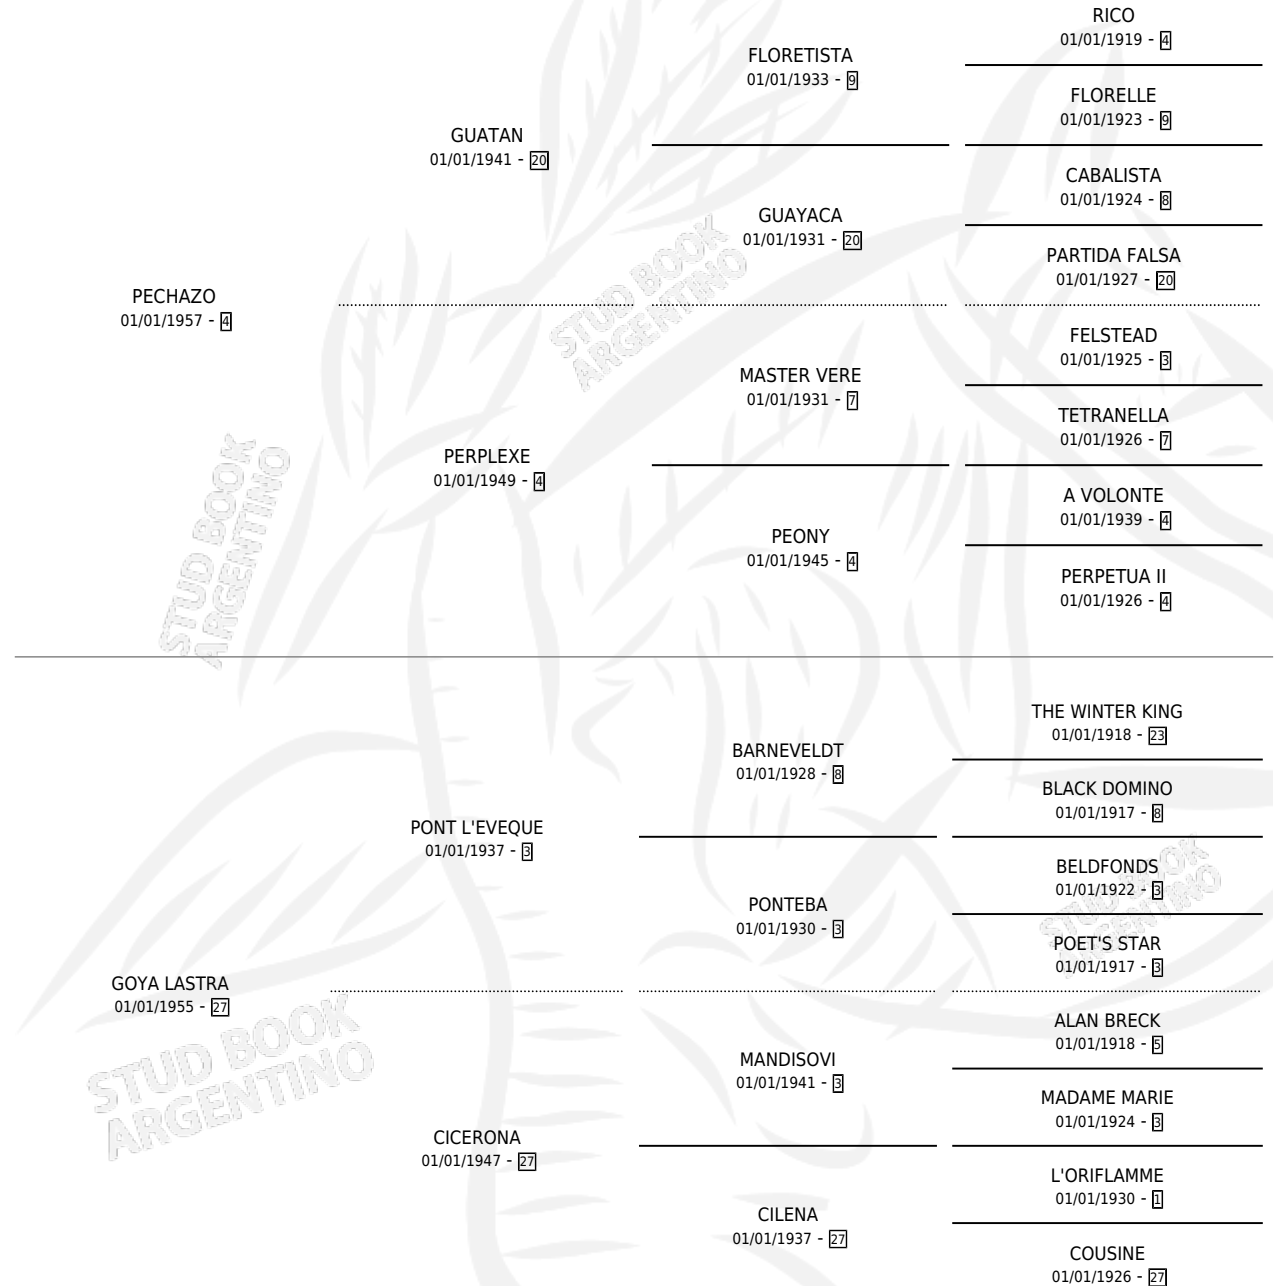 RICO
01/01/1919 - 4
FLORETISTA
01/01/1933 - 9
FLORELLE
01/01/1923 - 9
GUATAN
01/01/1941 - 20
CABALISTA
01/01/1924 - 8
GUAYACA
01/01/1931 - 20
PARTIDA FALSA
01/01/1927 - 20
PECHAZO
01/01/1957 - 4
FELSTEAD
01/01/1925 - 3
MASTER VERE
01/01/1931 - 7
TETRANELLA
01/01/1926 - 7
PERPLEXE
01/01/1949 - 4
A VOLONTE
01/01/1939 - 4
PEONY
01/01/1945 - 4
PERPETUA II
01/01/1926 - 4
THE WINTER KING
01/01/1918 - 23
BARNEVELDT
01/01/1928 - 8
BLACK DOMINO
01/01/1917 - 8
PONT L'EVEQUE
01/01/1937 - 3
BELDFONDS
01/01/1922 - 3
PONTEBA
01/01/1930 - 3
POET'S STAR
01/01/1917 - 3
GOYA LASTRA
01/01/1955 - 27
ALAN BRECK
01/01/1918 - 5
MANDISOVI
01/01/1941 - 3
MADAME MARIE
01/01/1924 - 3
CICERONA
01/01/1947 - 27
L'ORIFLAMME
01/01/1930 - 1
CILENA
01/01/1937 - 27
COUSINE
01/01/1926 - 27
STUD BOOK
ARGENTINO
STUD BOOK
ARGENTINO
STUD BOOK
ARGENTINO
STUD BOOK
ARGENTINO